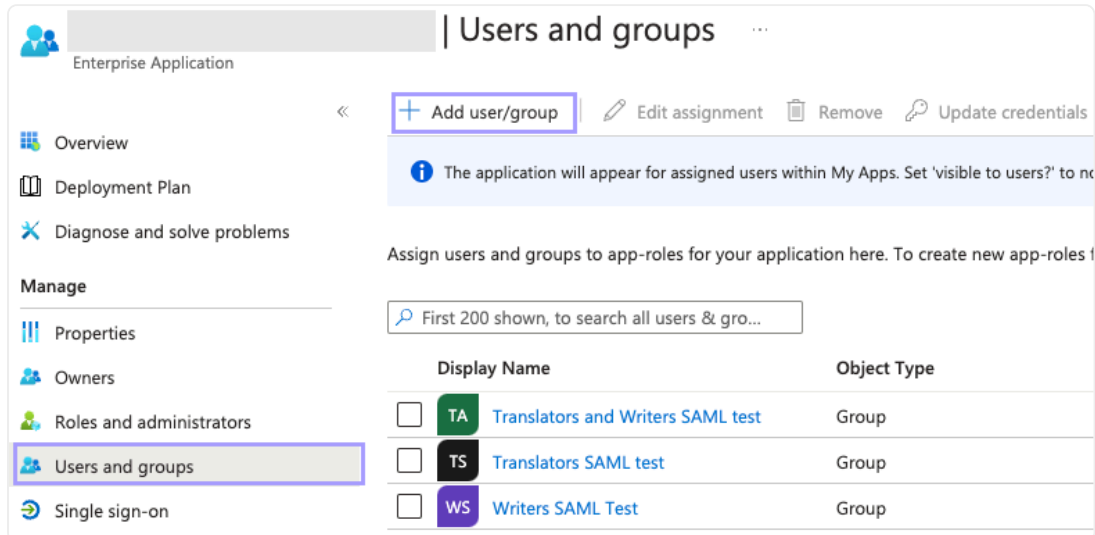 | Users and groups ...
Enterprise Application
«
Overview
Deployment Plan
Diagnose and solve problems
Manage
Properties
Owners
Roles and administrators
Users and groups
Single sign-on
+ Add user/group
Edit assignment
Remove
Update credentials
The application will appear for assigned users within My Apps. Set 'visible to users?' to
Assign users and groups to app-roles for your application here. To create new app-roles
First 200 shown, to search all users & gro...
Display Name Object Type
TA Translators and Writers SAML test Group
TS Translators SAML test Group
WS Writers SAML Test Group